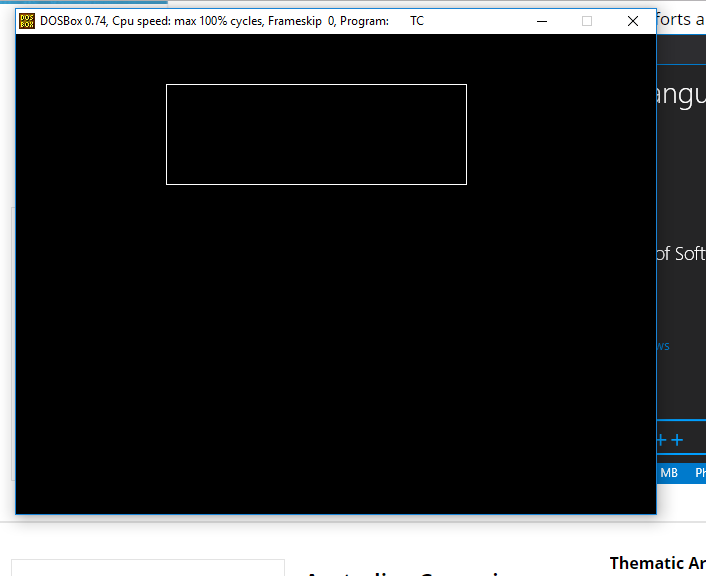 DOSBox 0.74, Cpu speed: max 100% cycles, Frameskip 0, Program: TC
forts a
angu
of Soft
ws
++
MB Ph
Thematic Ar